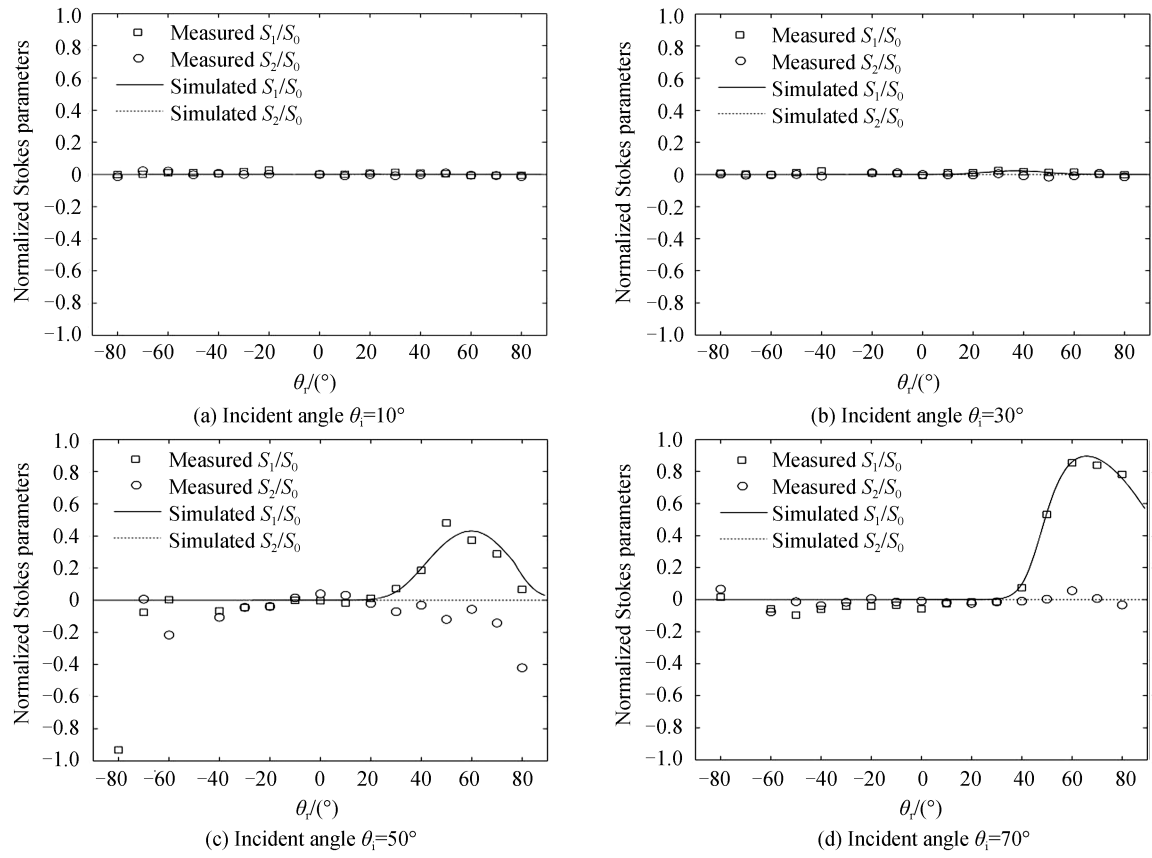 1.0
0.8
0.6
0.4
0.2
0
−0.2
−0.4
−0.6
−0.8
−1.0
Normalized Stokes parameters
Measured S1/S0
Measured S2/S0
Simulated S1/S0
Simulated S2/S0
−80 −60 −40 −20 0 20 40 60 80
θr/(°)
(a) Incident angle θi=10°
1.0
0.8
0.6
0.4
0.2
0
−0.2
−0.4
−0.6
−0.8
−1.0
Normalized Stokes parameters
Measured S1/S0
Measured S2/S0
Simulated S1/S0
Simulated S2/S0
−80 −60 −40 −20 0 20 40 60 80
θr/(°)
(b) Incident angle θi=30°
1.0
0.8
0.6
0.4
0.2
0
−0.2
−0.4
−0.6
−0.8
−1.0
Normalized Stokes parameters
Measured S1/S0
Measured S2/S0
Simulated S1/S0
Simulated S2/S0
−80 −60 −40 −20 0 20 40 60 80
θr/(°)
(c) Incident angle θi=50°
1.0
0.8
0.6
0.4
0.2
0
−0.2
−0.4
−0.6
−0.8
−1.0
Normalized Stokes parameters
Measured S1/S0
Measured S2/S0
Simulated S1/S0
Simulated S2/S0
−80 −60 −40 −20 0 20 40 60 80
θr/(°)
(d) Incident angle θi=70°